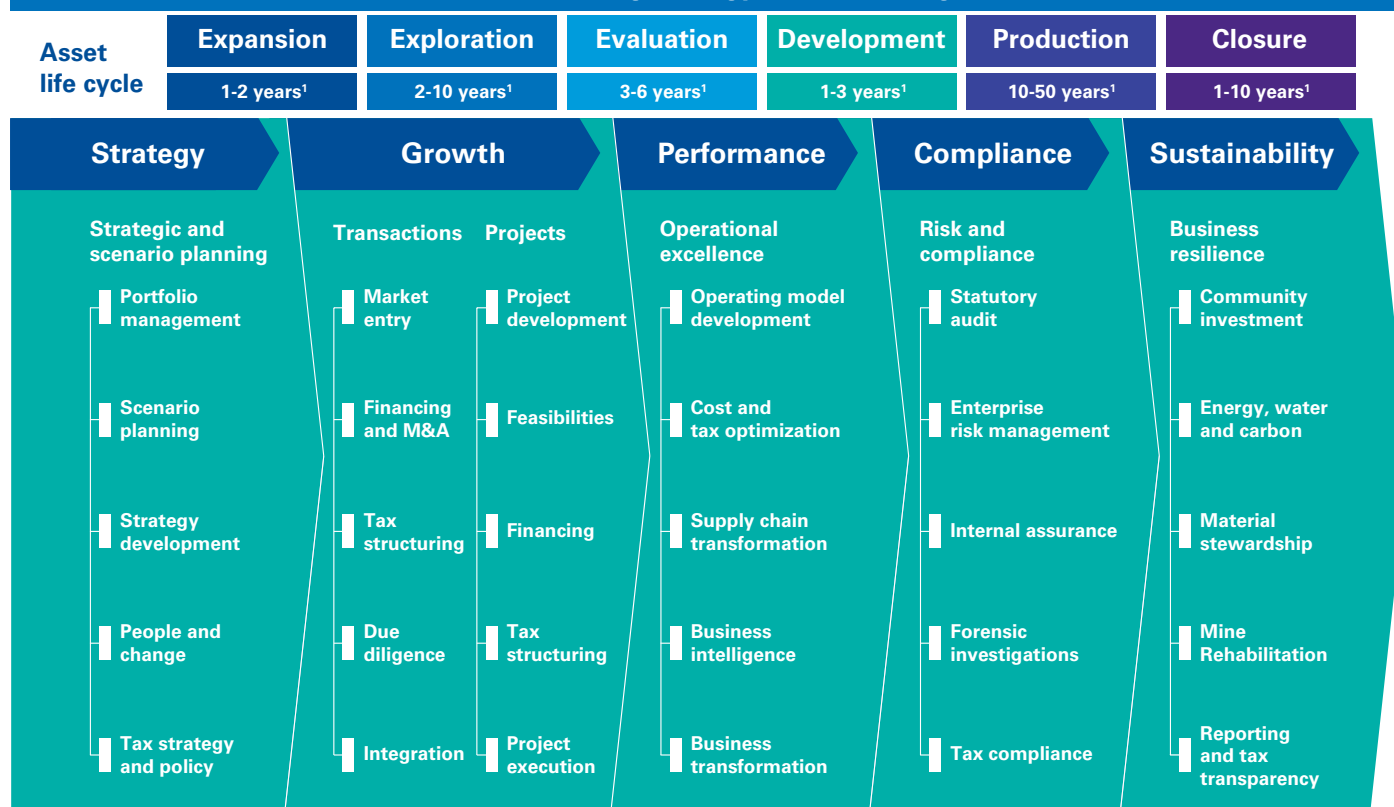 Asset
life cycle
Expansion
Exploration
Evaluation
Development
Production
Closure
1-2 years¹
2-10 years¹
3-6 years¹
1-3 years¹
10-50 years¹
1-10 years¹
Strategy
Growth
Performance
Compliance
Sustainability
Strategic and
scenario planning
Portfolio
management
Scenario
planning
Strategy
development
People and
change
Tax strategy
and policy
Transactions
Market
entry
Financing
and M&A
Tax
structuring
Due
diligence
Integration
Projects
Project
development
Feasibilities
Financing
Tax
structuring
Project
execution
Operational
excellence
Operating model
development
Cost and
tax optimization
Supply chain
transformation
Business
intelligence
Business
transformation
Risk and
compliance
Statutory
audit
Enterprise
risk management
Internal assurance
Forensic
investigations
Tax compliance
Business
resilience
Community
investment
Energy, water
and carbon
Material
stewardship
Mine
Rehabilitation
Reporting
and tax
transparency